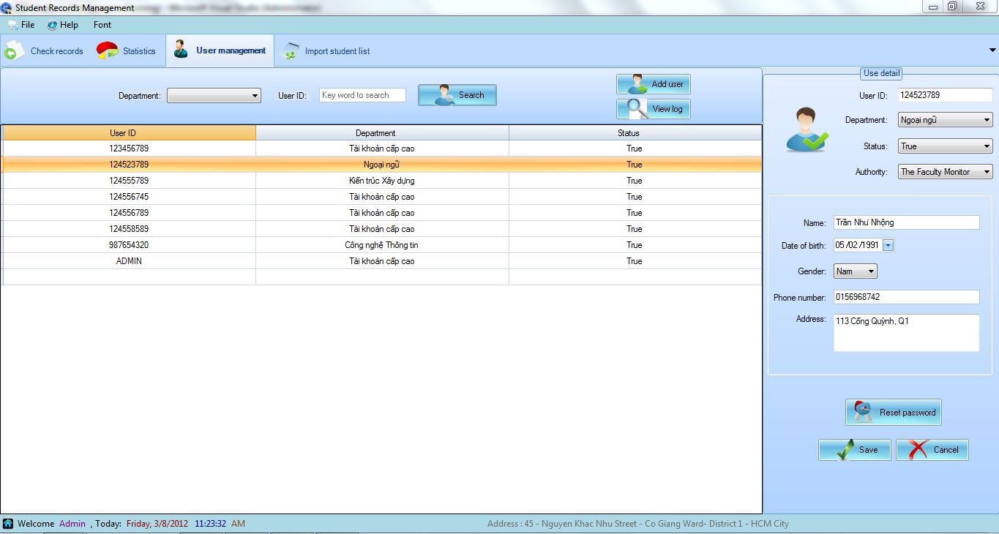 Student Records Management
File Help Font
Check records Statistics User management Import student list
Department: User ID: Key word to search Search Add user
View log
User ID Department Status
123456789 Tài khoản cấp cao True
124523789 Ngoại ngữ True
124555789 Kiến trúc Xây dựng True
124556745 Tài khoản cấp cao True
124556789 Tài khoản cấp cao True
124558589 Tài khoản cấp cao True
987654320 Công nghệ Thông tin True
ADMIN Tài khoản cấp cao True
Use detail
User ID: 124523789
Department: Ngoại ngữ
Status: True
Authority: The Faculty Monitor
Name: Trần Như Nhộng
Date of birth: 05 /02 /1991
Gender: Nam
Phone number: 0156968742
Address: 113 Cống Quỳnh, Q1
Reset password
Save Cancel
Welcome Admin , Today: Friday, 3/8/2012 11:23:32 AM Address : 45 - Nguyen Khac Nhu Street - Co Giang Ward- District 1 - HCM City